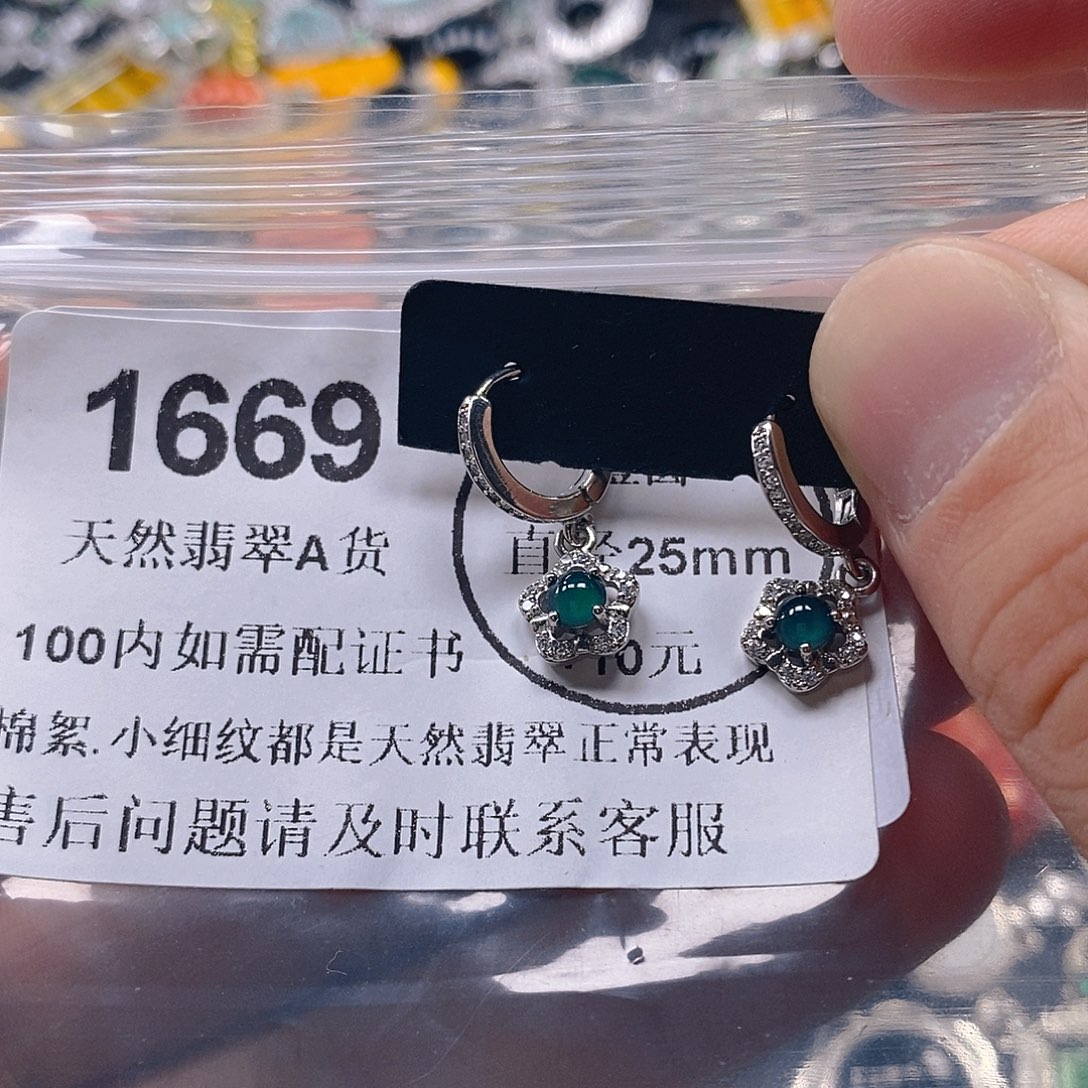 1669
天然翡翠A货
直径25mm
100内如需配证书
10元
棉絮.小细纹都是天然翡翠正常表现
售后问题请及时联系客服